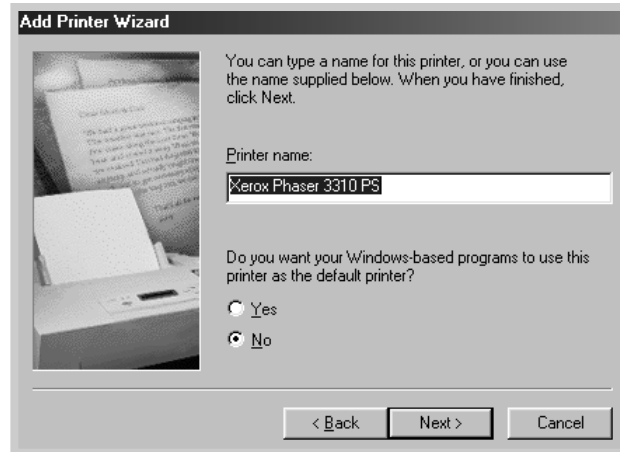 Add Printer Wizard
You can type a name for this printer, or you can use
the name supplied below. When you have finished,
click Next.
Printer name:
Xerox Phaser 3310 PS
Do you want your Windows-based programs to use this
printer as the default printer?
Yes
No
< Back
Next >
Cancel